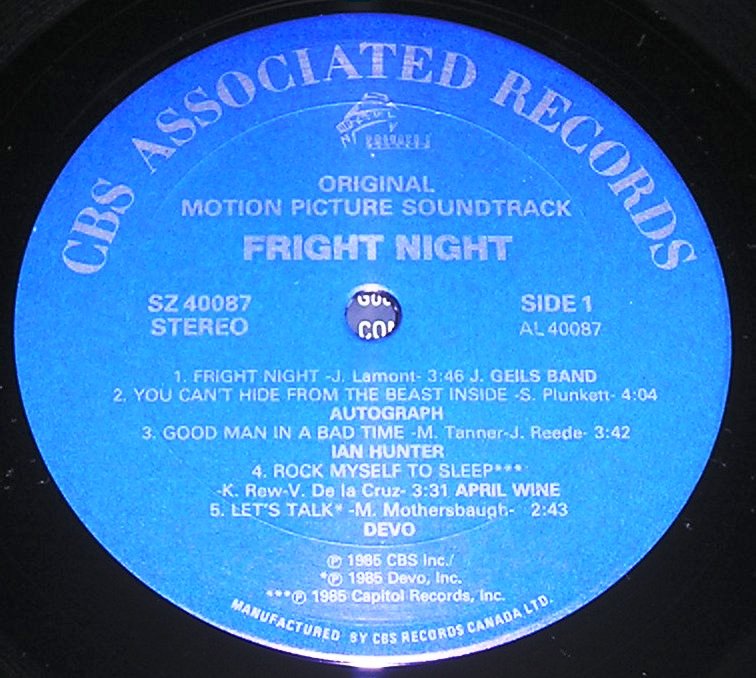 CBS ASSOCIATED RECORDS
ORIGINAL
MOTION PICTURE SOUNDTRACK
FRIGHT NIGHT
SZ 40087
STEREO
SIDE 1
AL 40087
1. FRIGHT NIGHT -J. Lamont- 3:46 J. GEILS BAND
2. YOU CAN'T HIDE FROM THE BEAST INSIDE -S. Plunkett- 4:04
AUTOGRAPH
3. GOOD MAN IN A BAD TIME -M. Tanner-J. Reede- 3:42
IAN HUNTER
4. ROCK MYSELF TO SLEEP***
-K. Rew-V. De la Cruz- 3:31 APRIL WINE
5. LET'S TALK* -M. Mothersbaugh- 2:43
DEVO
℗ 1985 CBS Inc./
*℗ 1985 Devo, Inc.
***℗ 1985 Capitol Records, Inc.
MANUFACTURED BY CBS RECORDS CANADA LTD.